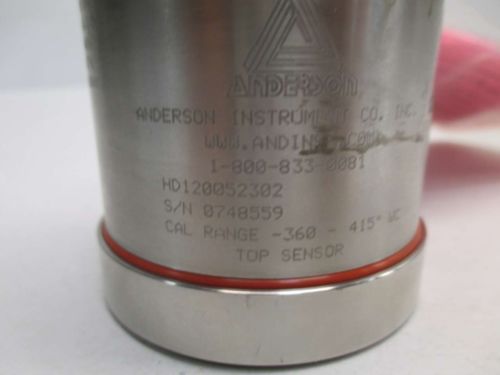 ANDERSON
ANDERSON INSTRUMENT CO. INC.
WWW.ANDINST.COM
1-800-833-0081
HD120052302
S/N 0748559
CAL RANGE -360 - 415" WC
TOP SENSOR